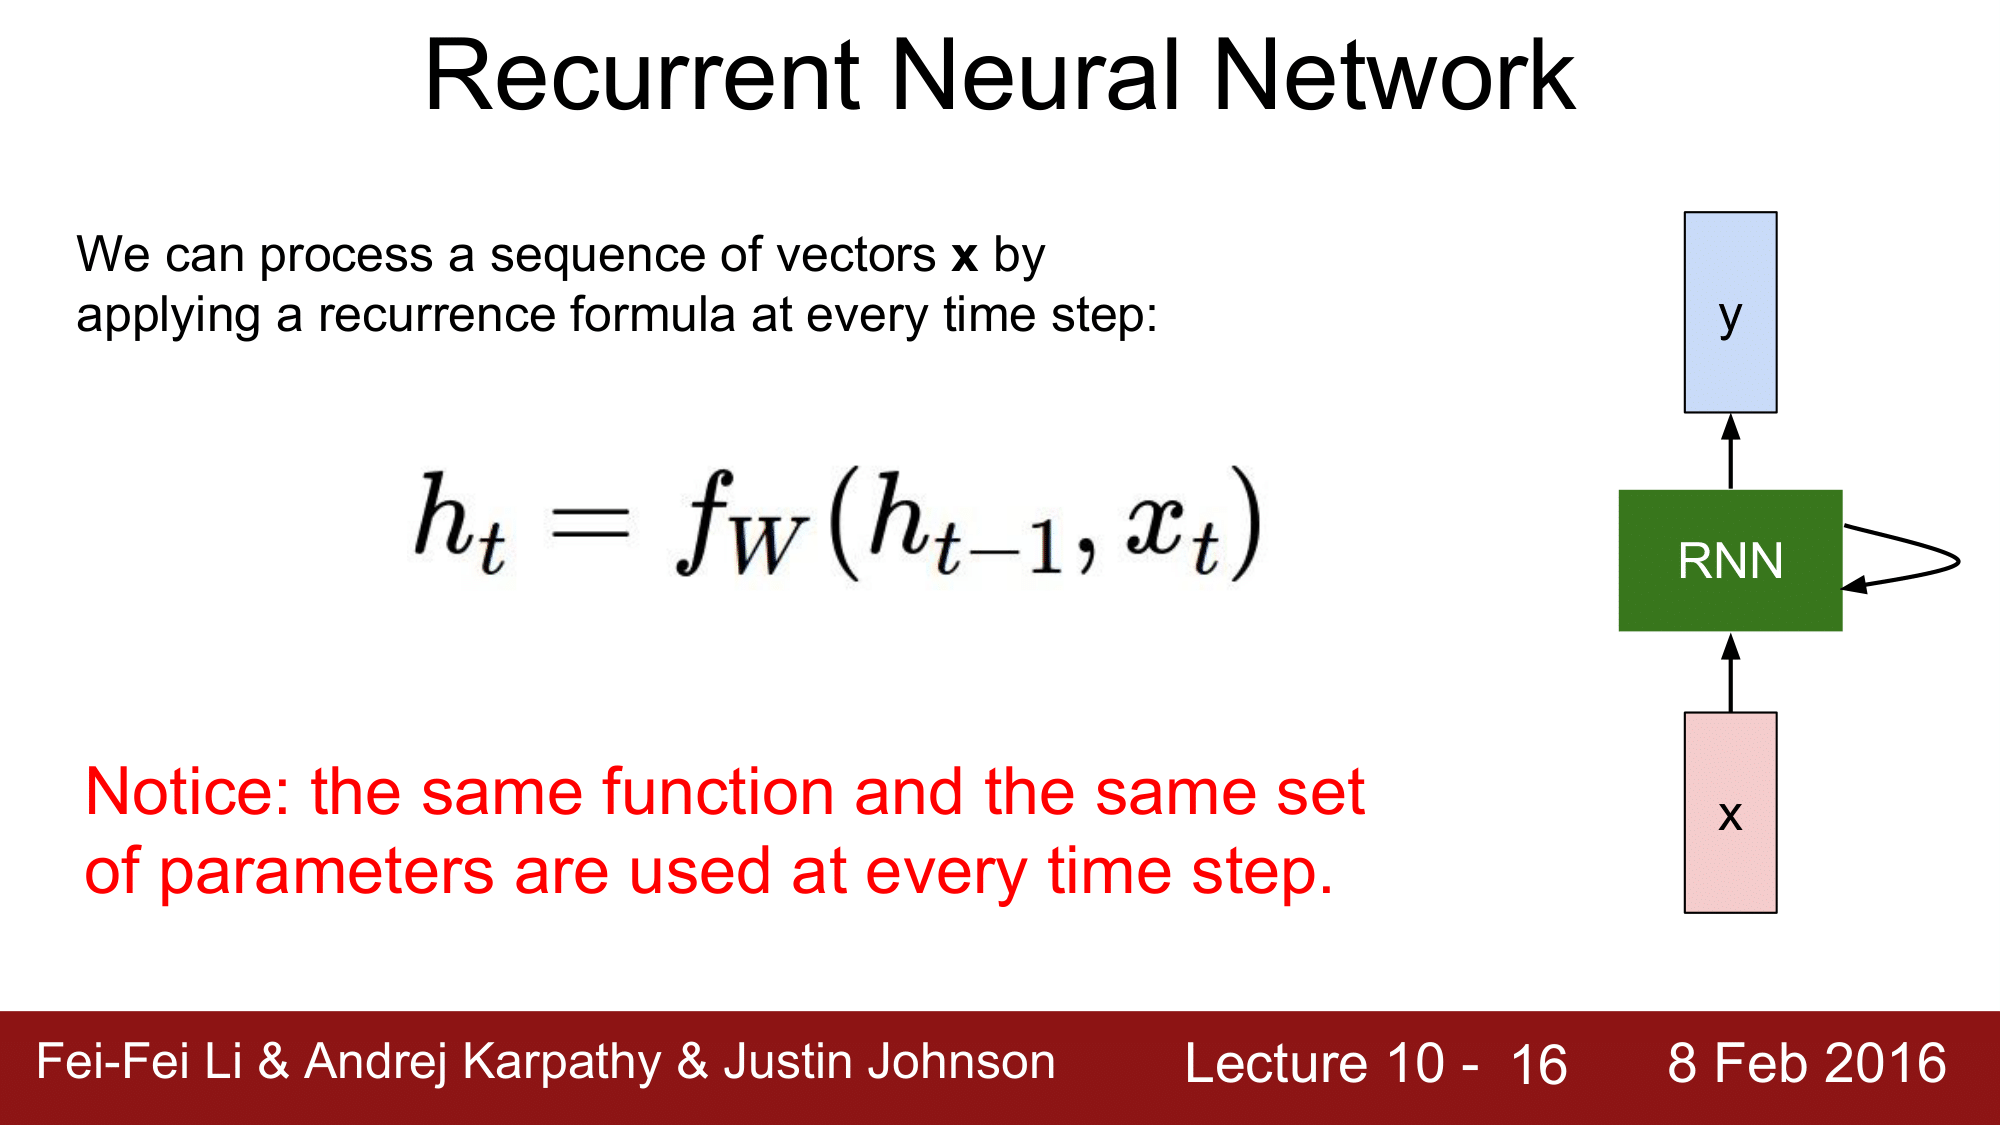 Recurrent Neural Network
We can process a sequence of vectors x by
applying a recurrence formula at every time step:
h_t = f_W(h_{t-1}, x_t)
Notice: the same function and the same set
of parameters are used at every time step.
y
RNN
x
Fei-Fei Li & Andrej Karpathy & Justin Johnson Lecture 10 - 16 8 Feb 2016